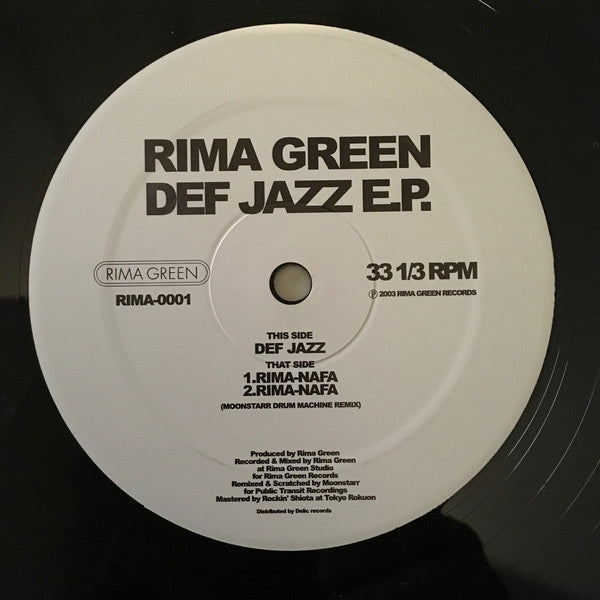 RIMA GREEN
DEF JAZZ E.P.
RIMA GREEN
RIMA-0001
33 1/3 RPM
℗ 2003 RIMA GREEN RECORDS
THIS SIDE
DEF JAZZ
THAT SIDE
1.RIMA-NAFA
2.RIMA-NAFA
(MOONSTARR DRUM MACHINE REMIX)
Produced by Rima Green
Recorded & Mixed by Rima Green
at Rima Green Studio
for Rima Green Records
Remixed & Scratched by Moonstarr
for Public Transit Recordings
Mastered by Rockin' Shiota at Tokyo Rokuon
Distributed by Delic records